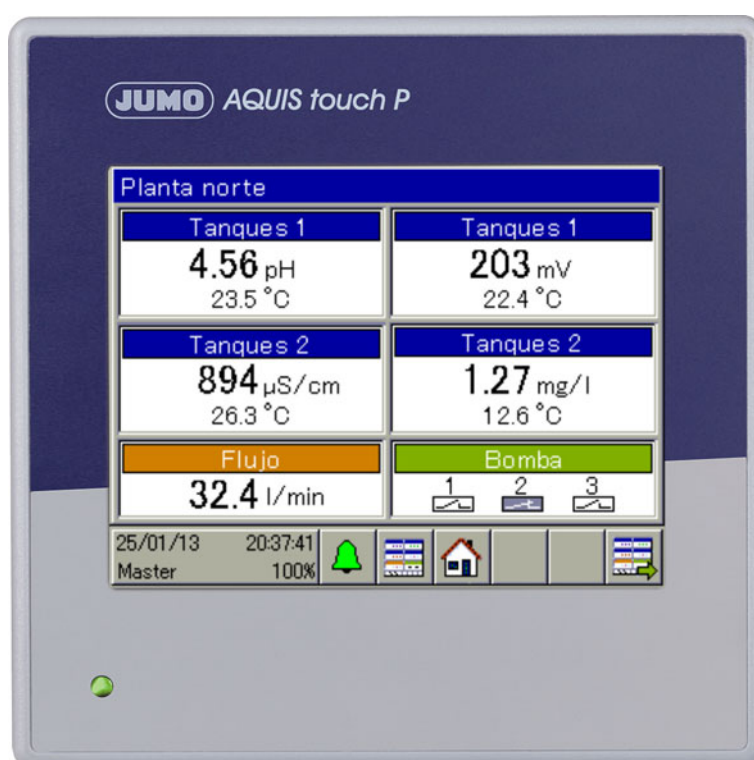 JUMO AQUIS touch P
Planta norte
Tanques 1
4.56 pH
23.5 °C
Tanques 1
203 mV
22.4 °C
Tanques 2
894 µS/cm
26.3 °C
Tanques 2
1.27 mg/l
12.6 °C
Flujo
32.4 l/min
Bomba
1 2 3
25/01/13 20:37:41
Master 100%